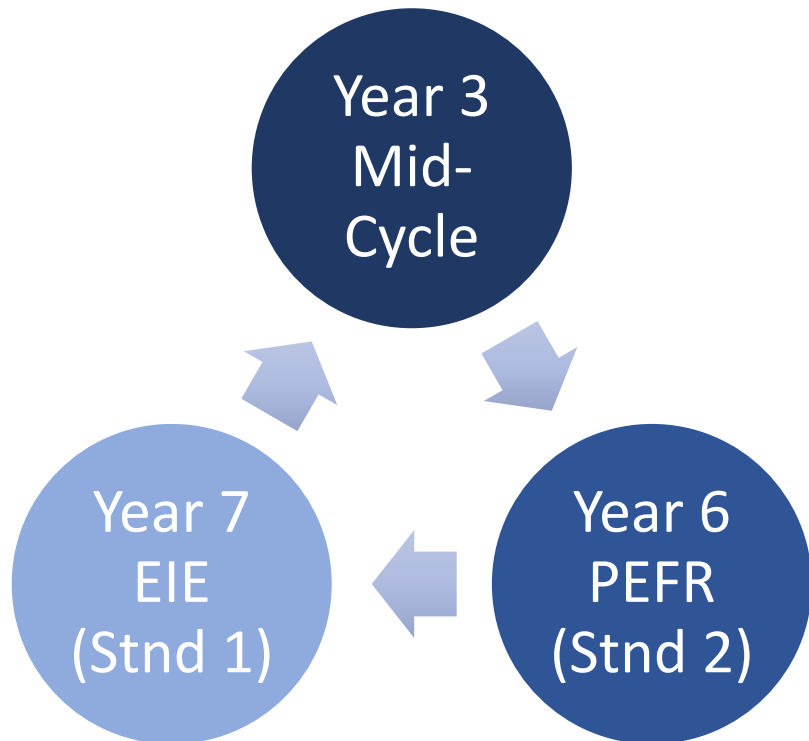 Year 3
Mid-
Cycle
Year 6
PEFR
(Stnd 2)
Year 7
EIE
(Stnd 1)